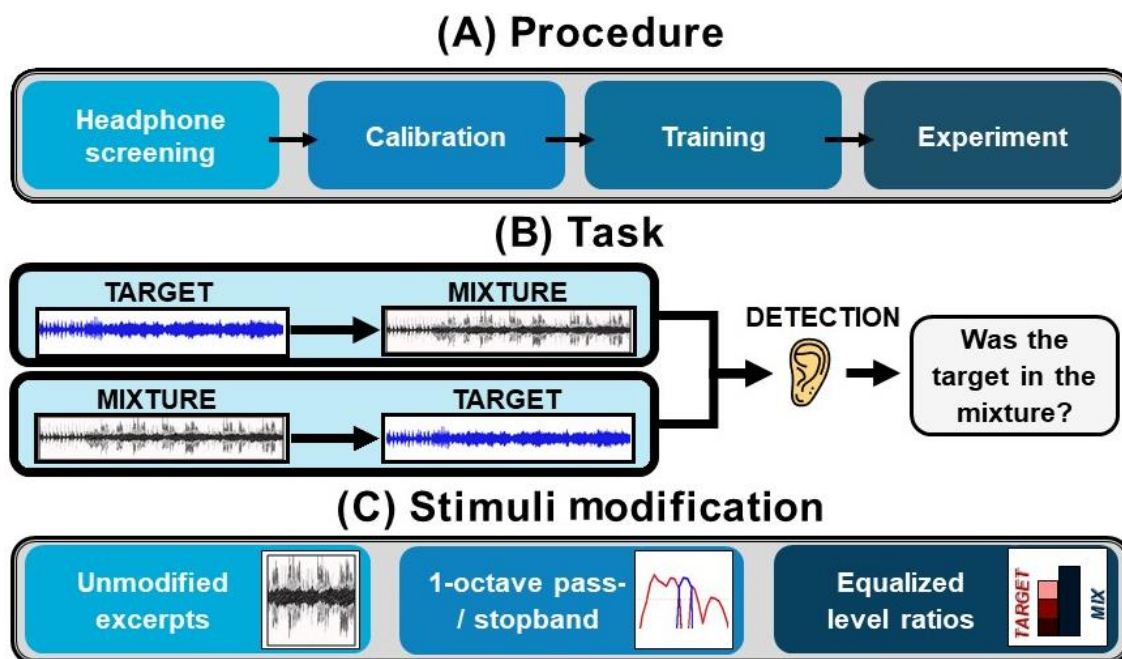 (A) Procedure
Headphone
screening
Calibration
Training
Experiment
(B) Task
TARGET
MIXTURE
MIXTURE
TARGET
DETECTION
Was the
target in the
mixture?
(C) Stimuli modification
Unmodified
excerpts
1-octave pass-
/ stopband
Equalized
level ratios
TARGET
MIX